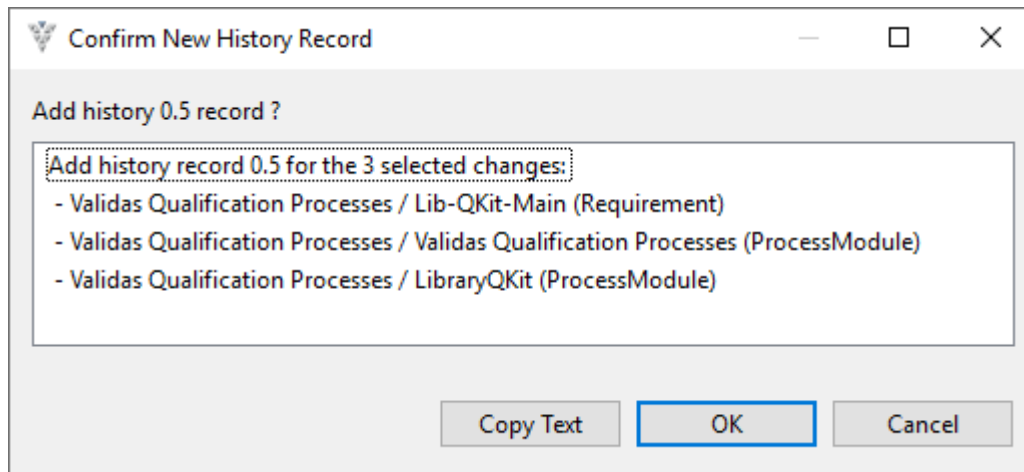 Confirm New History Record
Add history 0.5 record ?
Add history record 0.5 for the 3 selected changes:
- Validas Qualification Processes / Lib-QKit-Main (Requirement)
- Validas Qualification Processes / Validas Qualification Processes (ProcessModule)
- Validas Qualification Processes / LibraryQKit (ProcessModule)
Copy Text
OK
Cancel